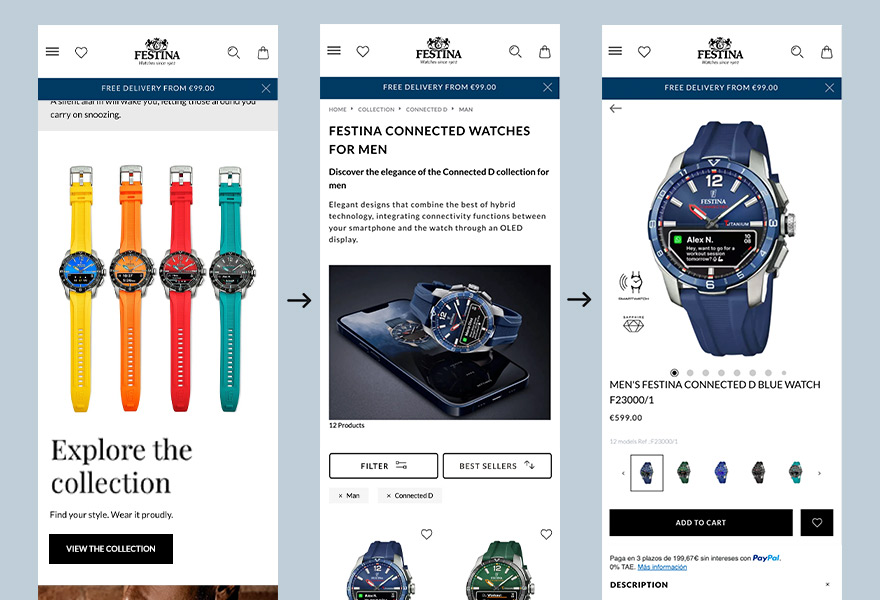 FESTINA
Watches since 1902
FREE DELIVERY FROM €99.00
A silent alarm will wake you, letting those around you
carry on snoozing.
Explore the
collection
Find your style. Wear it proudly.
VIEW THE COLLECTION
FESTINA
Watches since 1902
FREE DELIVERY FROM €99.00
HOME ▸ COLLECTION ▸ CONNECTED D ▸ MAN
FESTINA CONNECTED WATCHES
FOR MEN
Discover the elegance of the Connected D collection for
men
Elegant designs that combine the best of hybrid
technology, integrating connectivity functions between
your smartphone and the watch through an OLED
display.
12 Products
FILTER
BEST SELLERS
× Man
× Connected D
FESTINA
Watches since 1902
FREE DELIVERY FROM €99.00
12
FESTINA
TITANIUM
Alex N.
10
08
Hey, want to go for a
workout session
tomorrow?
6
SMARTWATCH
SAPPHIRE
MEN'S FESTINA CONNECTED D BLUE WATCH
F23000/1
€599.00
12 models Ref. :F23000/1
ADD TO CART
Paga en 3 plazos de 199,67€ sin intereses con PayPal.
0% TAE. Más información
DESCRIPTION